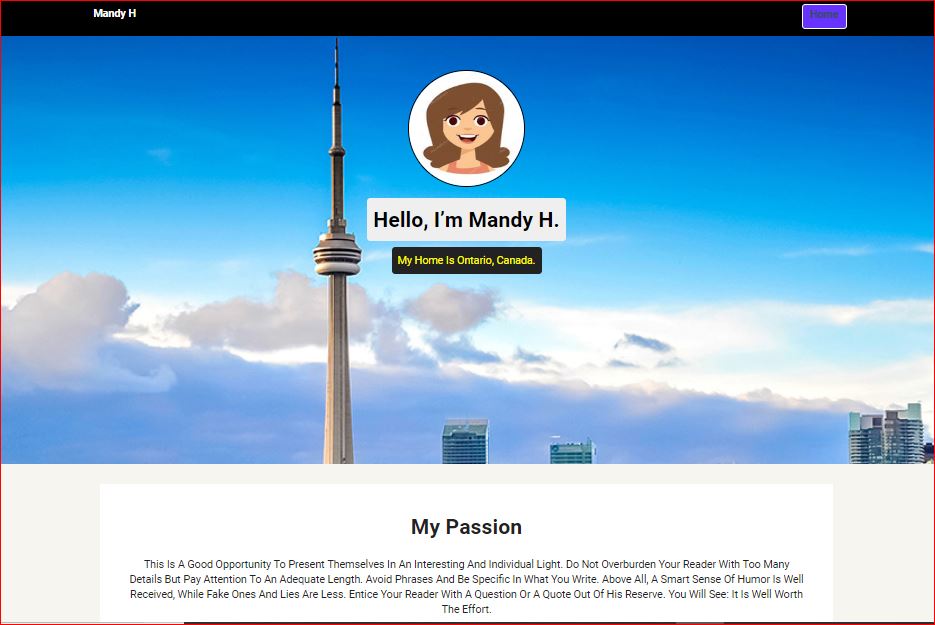 Mandy H
Home
Hello, I’m Mandy H.
My Home Is Ontario, Canada.
My Passion
This Is A Good Opportunity To Present Themselves In An Interesting And Individual Light. Do Not Overburden Your Reader With Too Many
Details But Pay Attention To An Adequate Length. Avoid Phrases And Be Specific In What You Write. Above All, A Smart Sense Of Humor Is Well
Received, While Fake Ones And Lies Are Less. Entice Your Reader With A Question Or A Quote Out Of His Reserve. You Will See: It Is Well Worth
The Effort.